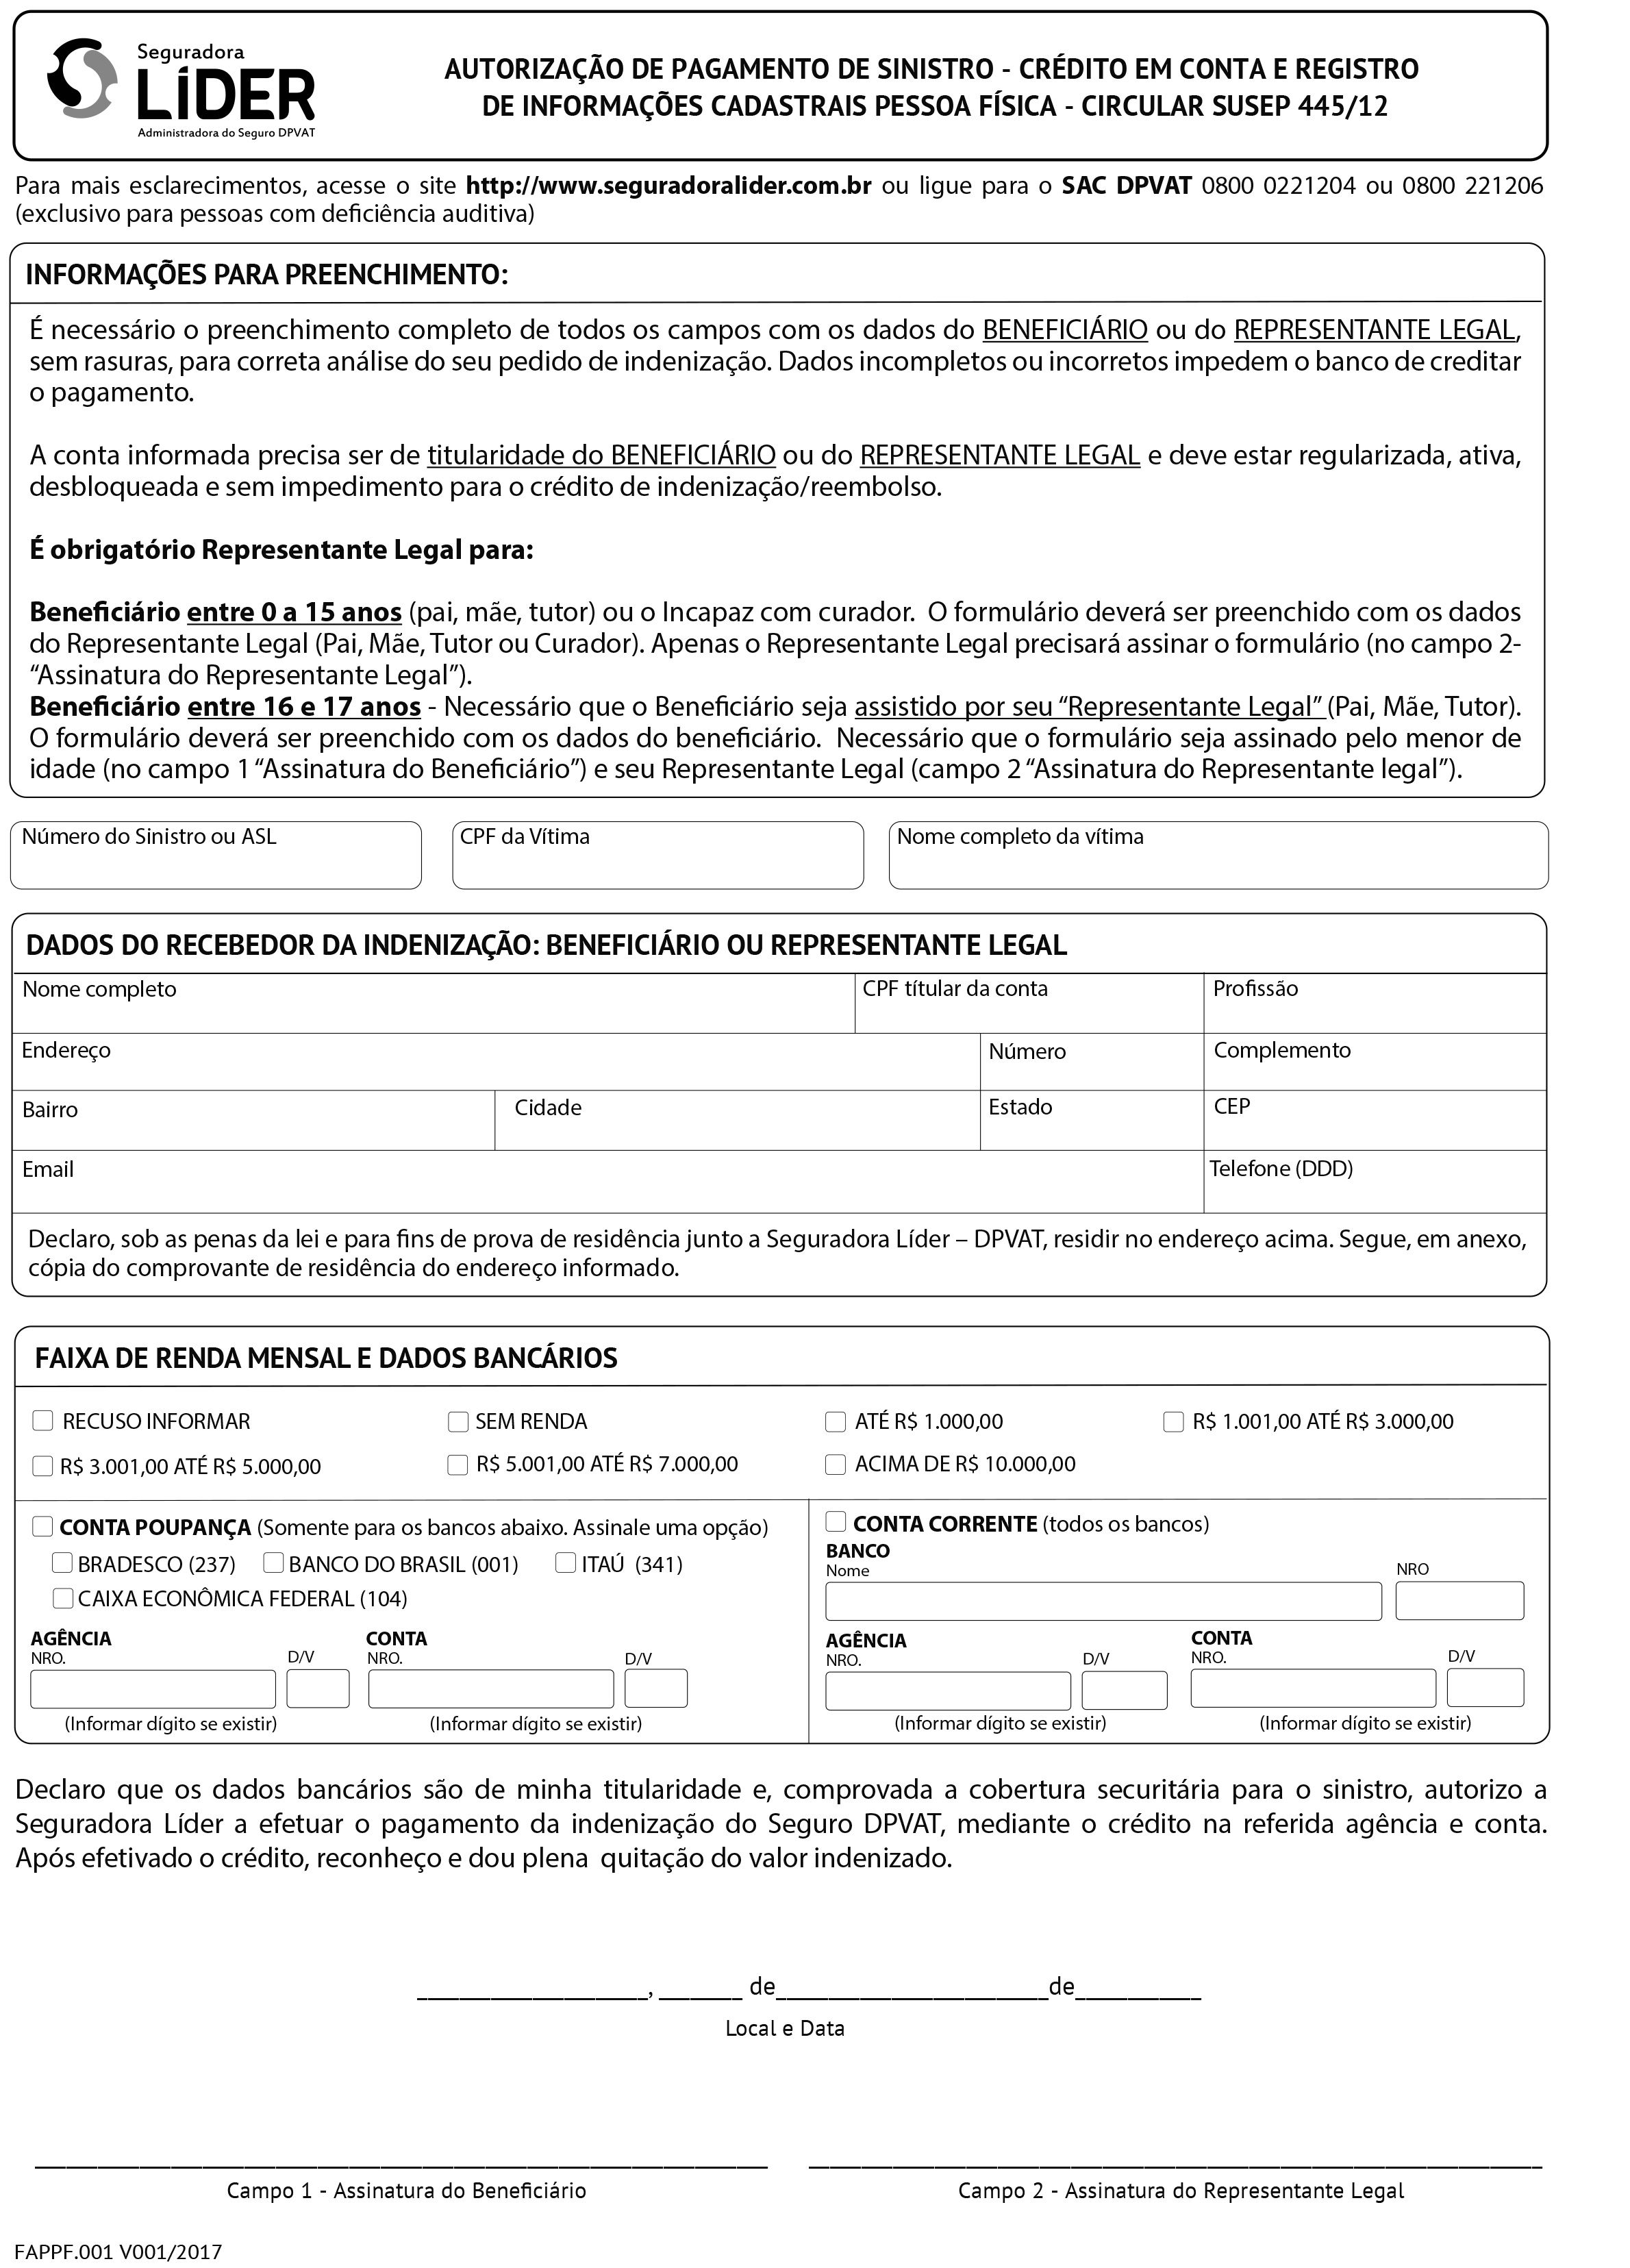 Seguradora
LíDER
Administradora do Seguro DPVAT
AUTORIZAÇÃO DE PAGAMENTO DE SINISTRO - CRÉDITO EM CONTA E REGISTRO
DE INFORMAÇÕES CADASTRAIS PESSOA FÍSICA - CIRCULAR SUSEP 445/12
Para mais esclarecimentos, acesse o site http://www.seguradoralider.com.br ou ligue para o SAC DPVAT 0800 0221204 ou 0800 221206
(exclusivo para pessoas com deficiência auditiva)
INFORMAÇÕES PARA PREENCHIMENTO:
É necessário o preenchimento completo de todos os campos com os dados do BENEFICIÁRIO ou do REPRESENTANTE LEGAL,
sem rasuras, para correta análise do seu pedido de indenização. Dados incompletos ou incorretos impedem o banco de creditar
o pagamento.
A conta informada precisa ser de titularidade do BENEFICIÁRIO ou do REPRESENTANTE LEGAL e deve estar regularizada, ativa,
desbloqueada e sem impedimento para o crédito de indenização/reembolso.
É obrigatório Representante Legal para:
Beneficiário entre 0 a 15 anos (pai, mãe, tutor) ou o Incapaz com curador. O formulário deverá ser preenchido com os dados
do Representante Legal (Pai, Mãe, Tutor ou Curador). Apenas o Representante Legal precisará assinar o formulário (no campo 2-
“Assinatura do Representante Legal”).
Beneficiário entre 16 e 17 anos - Necessário que o Beneficiário seja assistido por seu “Representante Legal” (Pai, Mãe, Tutor).
O formulário deverá ser preenchido com os dados do beneficiário. Necessário que o formulário seja assinado pelo menor de
idade (no campo 1 “Assinatura do Beneficiário”) e seu Representante Legal (campo 2 “Assinatura do Representante legal”).
Número do Sinistro ou ASL
CPF da Vítima
Nome completo da vítima
DADOS DO RECEBEDOR DA INDENIZAÇÃO: BENEFICIÁRIO OU REPRESENTANTE LEGAL
Nome completo
CPF títular da conta
Profissão
Endereço
Número
Complemento
Bairro
Cidade
Estado
CEP
Email
Telefone (DDD)
Declaro, sob as penas da lei e para fins de prova de residência junto a Seguradora Líder – DPVAT, residir no endereço acima. Segue, em anexo,
cópia do comprovante de residência do endereço informado.
FAIXA DE RENDA MENSAL E DADOS BANCÁRIOS
RECUSO INFORMAR
SEM RENDA
ATÉ R$ 1.000,00
R$ 1.001,00 ATÉ R$ 3.000,00
R$ 3.001,00 ATÉ R$ 5.000,00
R$ 5.001,00 ATÉ R$ 7.000,00
ACIMA DE R$ 10.000,00
CONTA POUPANÇA (Somente para os bancos abaixo. Assinale uma opção)
BRADESCO (237)
BANCO DO BRASIL (001)
ITAÚ (341)
CAIXA ECONÔMICA FEDERAL (104)
AGÊNCIA
NRO.
D/V
CONTA
NRO.
D/V
(Informar dígito se existir)
(Informar dígito se existir)
CONTA CORRENTE (todos os bancos)
BANCO
Nome
NRO
AGÊNCIA
NRO.
D/V
CONTA
NRO.
D/V
(Informar dígito se existir)
(Informar dígito se existir)
Declaro que os dados bancários são de minha titularidade e, comprovada a cobertura securitária para o sinistro, autorizo a
Seguradora Líder a efetuar o pagamento da indenização do Seguro DPVAT, mediante o crédito na referida agência e conta.
Após efetivado o crédito, reconheço e dou plena quitação do valor indenizado.
______________________, ________ de__________________________de____________
Local e Data
Campo 1 - Assinatura do Beneficiário
Campo 2 - Assinatura do Representante Legal
FAPPF.001 V001/2017